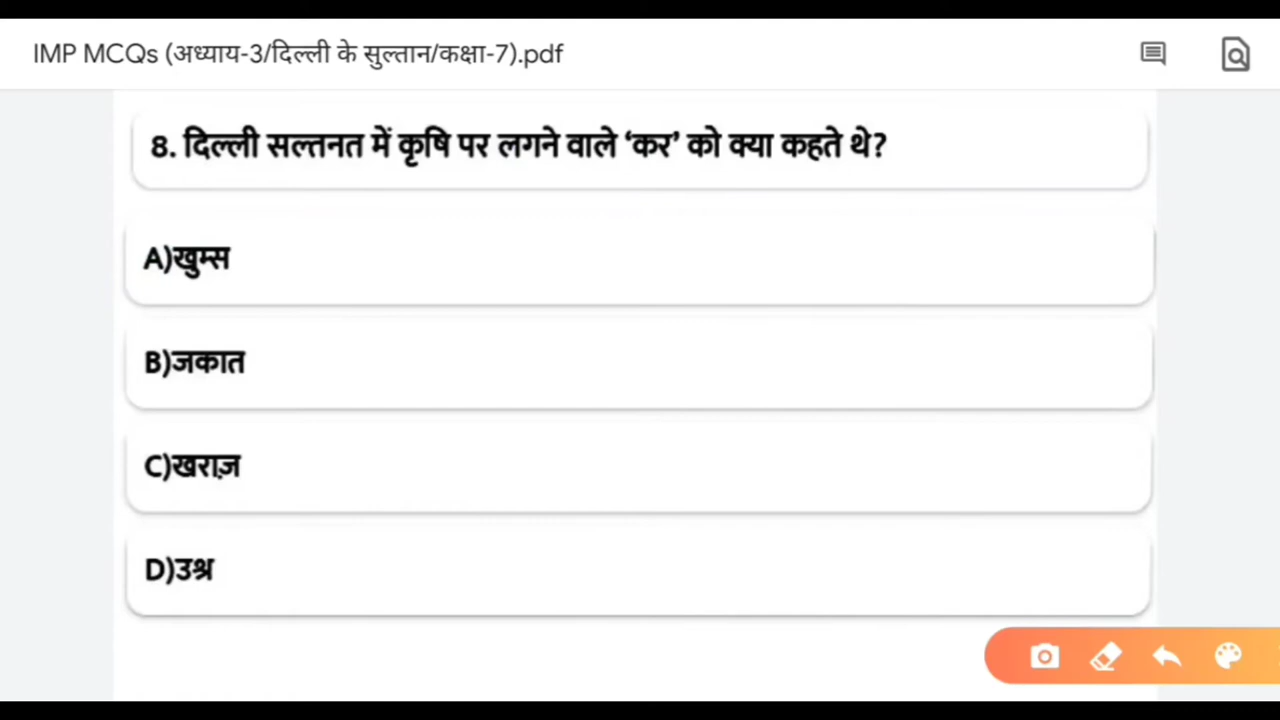 IMP MCQs (अध्याय-3/दिल्ली के सुल्तान/कक्षा-7).pdf
8. दिल्ली सल्तनत में कृषि पर लगने वाले ‘कर’ को क्या कहते थे?
A)खुम्स
B)जकात
C)खराज़
D)उश्र